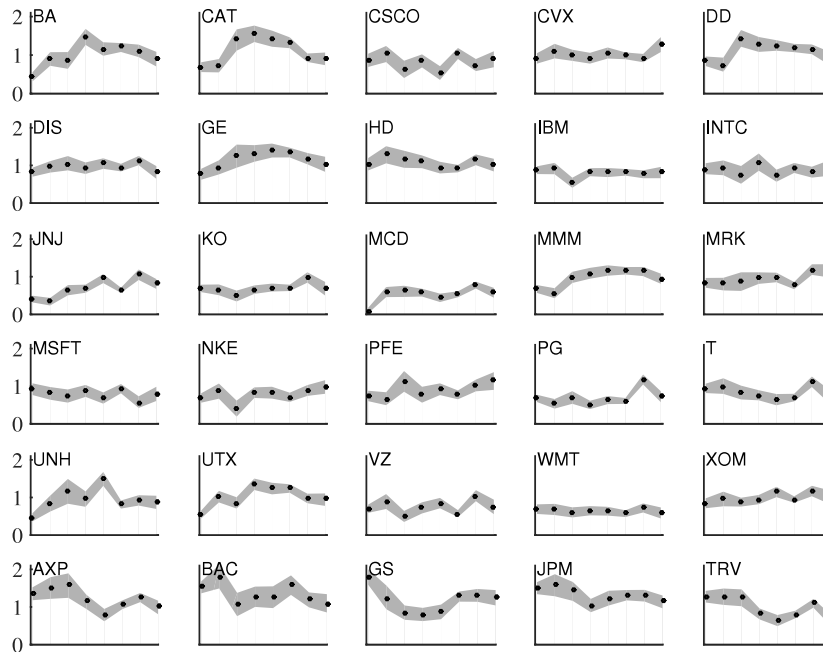 2 BA CAT CSCO CVX DD
1
0
2 DIS GE HD IBM INTC
1
0
2 JNJ KO MCD MMM MRK
1
0
2 MSFT NKE PFE PG T
1
0
2 UNH UTX VZ WMT XOM
1
0
2 AXP BAC GS JPM TRV
1
0